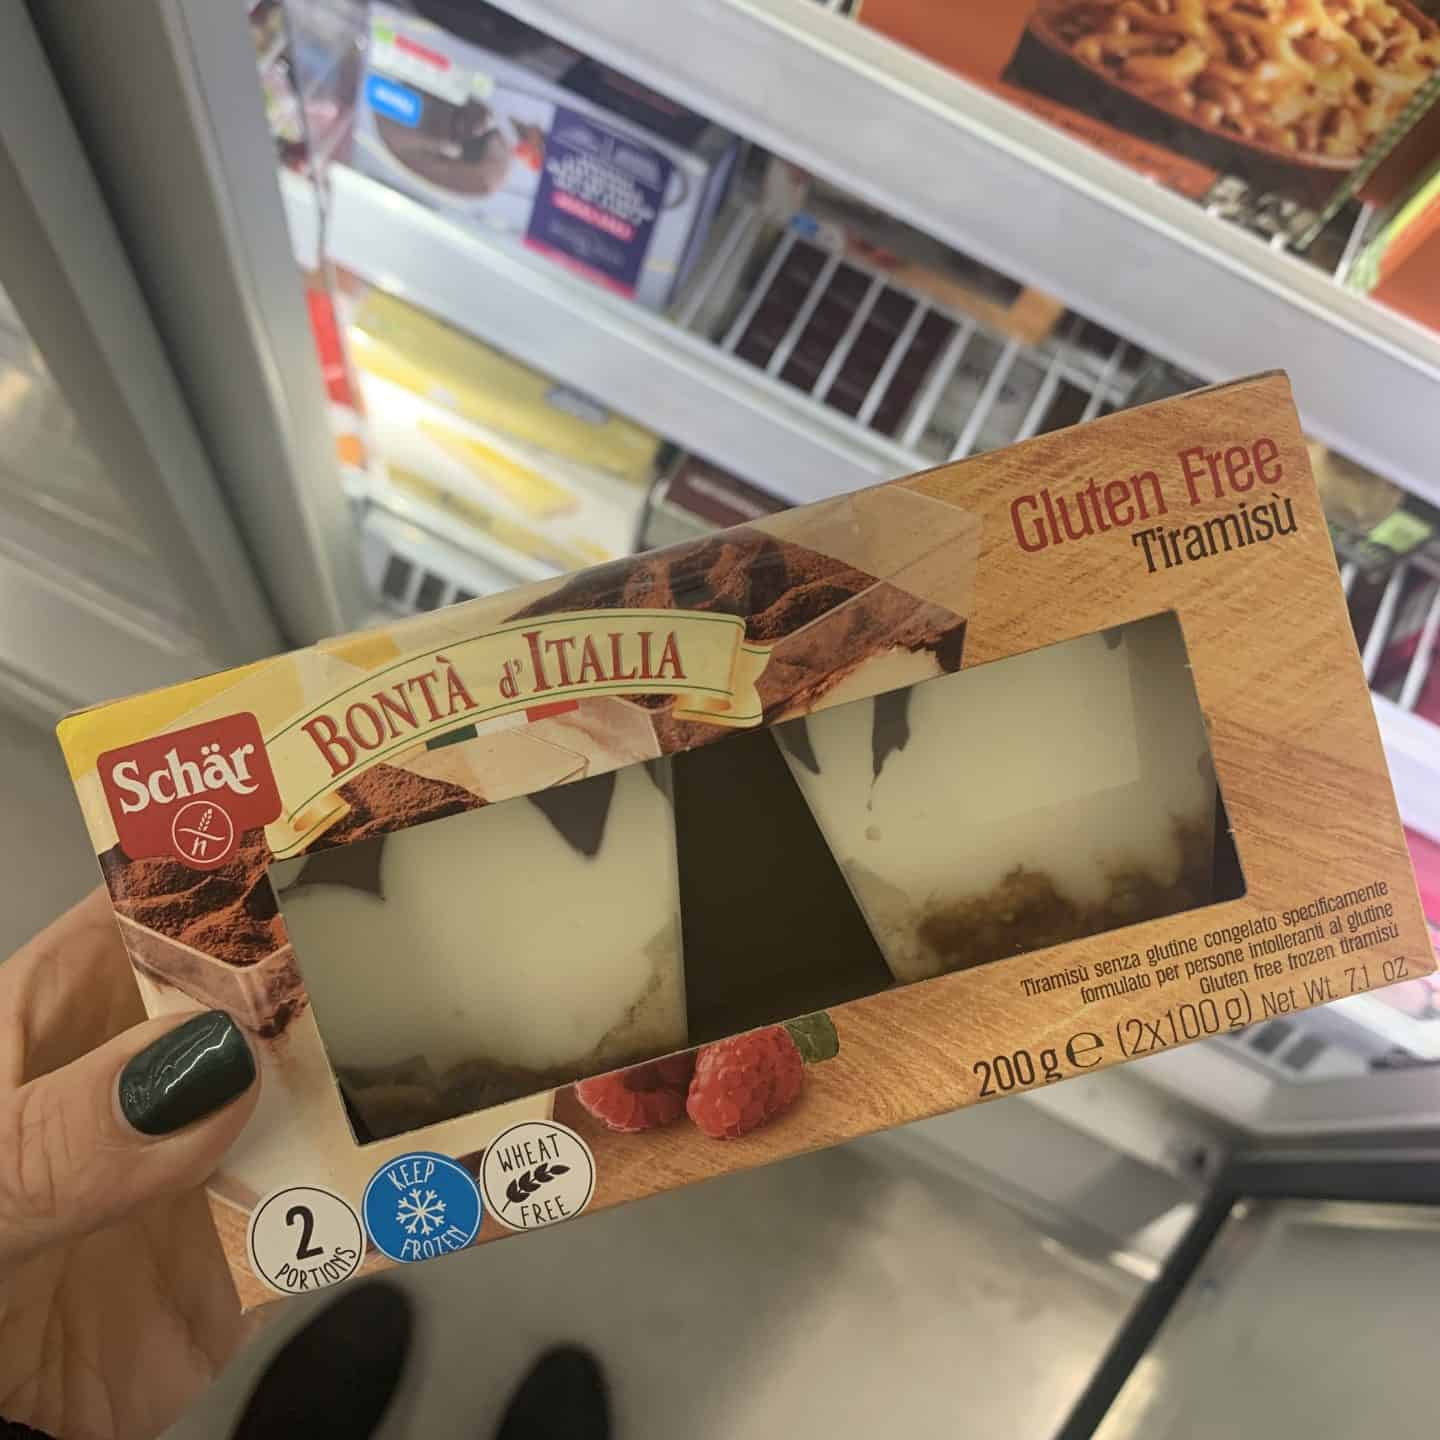 Gluten Free
Tiramisù
BONTÀ d'ITALIA
Schär
Tiramisù senza glutine congelato specificamente
formulato per persone intolleranti al glutine
Gluten free frozen tiramisù
200 g e (2x100 g) Net Wt. 7.1 oz
2
PORTIONS
KEEP
FROZEN
WHEAT
FREE